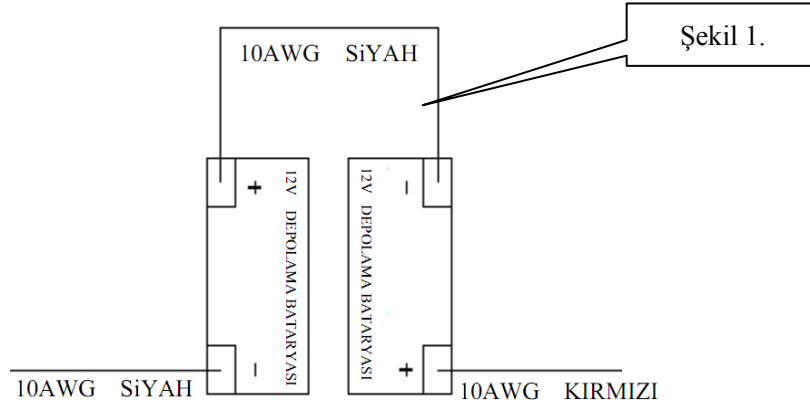 10AWG SiYAH
Şekil 1.
+
12V DEPOLAMA BATARYASI
-
12V DEPOLAMA BATARYASI
-
+
10AWG SiYAH
10AWG KIRMIZI